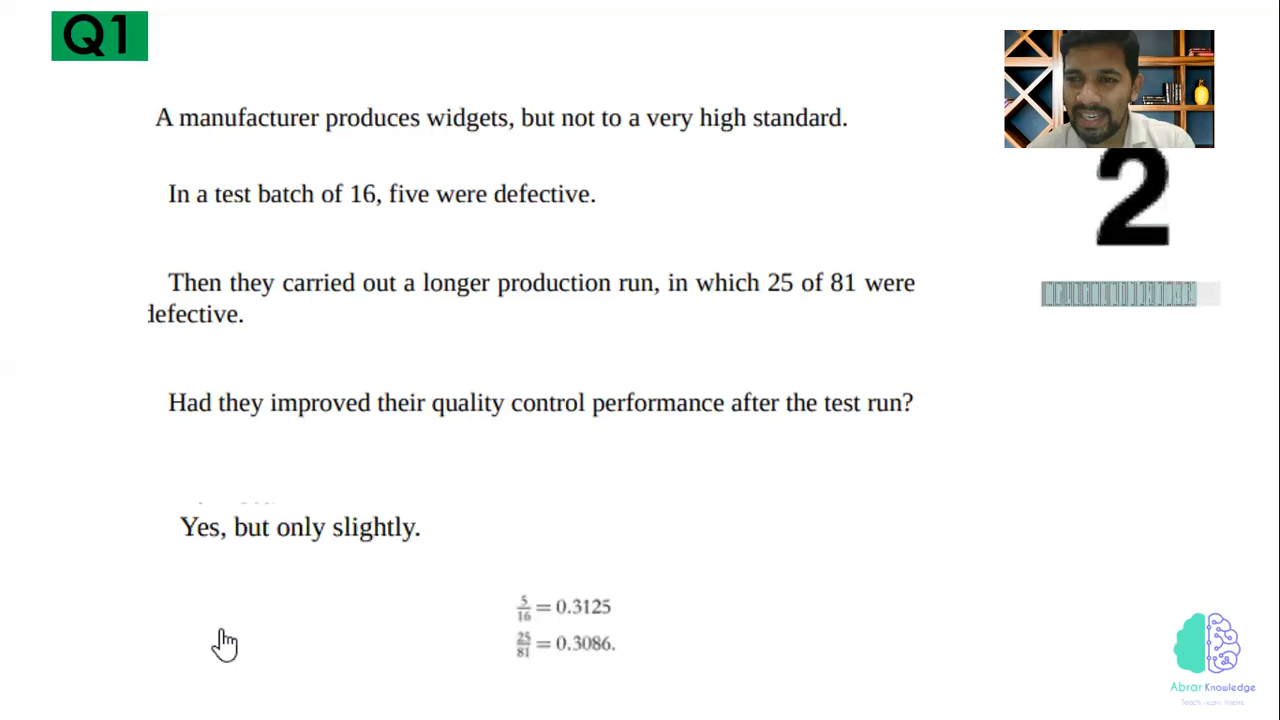 Q1
A manufacturer produces widgets, but not to a very high standard.
2
In a test batch of 16, five were defective.
Then they carried out a longer production run, in which 25 of 81 were
defective.
Had they improved their quality control performance after the test run?
Yes, but only slightly.
5/16 = 0.3125
25/81 = 0.3086.
Abrar Knowledge